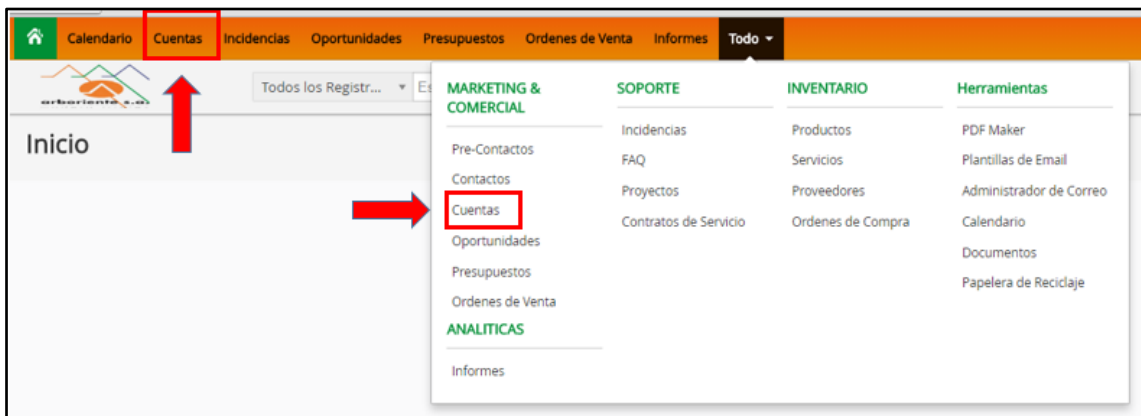 Calendario Cuentas Incidencias Oportunidades Presupuestos Ordenes de Venta Informes Todo
arboriente s.a.
Todos los Registr... Es
Inicio
MARKETING &
COMERCIAL
Pre-Contactos
Contactos
Cuentas
Oportunidades
Presupuestos
Ordenes de Venta
ANALITICAS
Informes
SOPORTE
Incidencias
FAQ
Proyectos
Contratos de Servicio
INVENTARIO
Productos
Servicios
Proveedores
Ordenes de Compra
Herramientas
PDF Maker
Plantillas de Email
Administrador de Correo
Calendario
Documentos
Papelera de Reciclaje